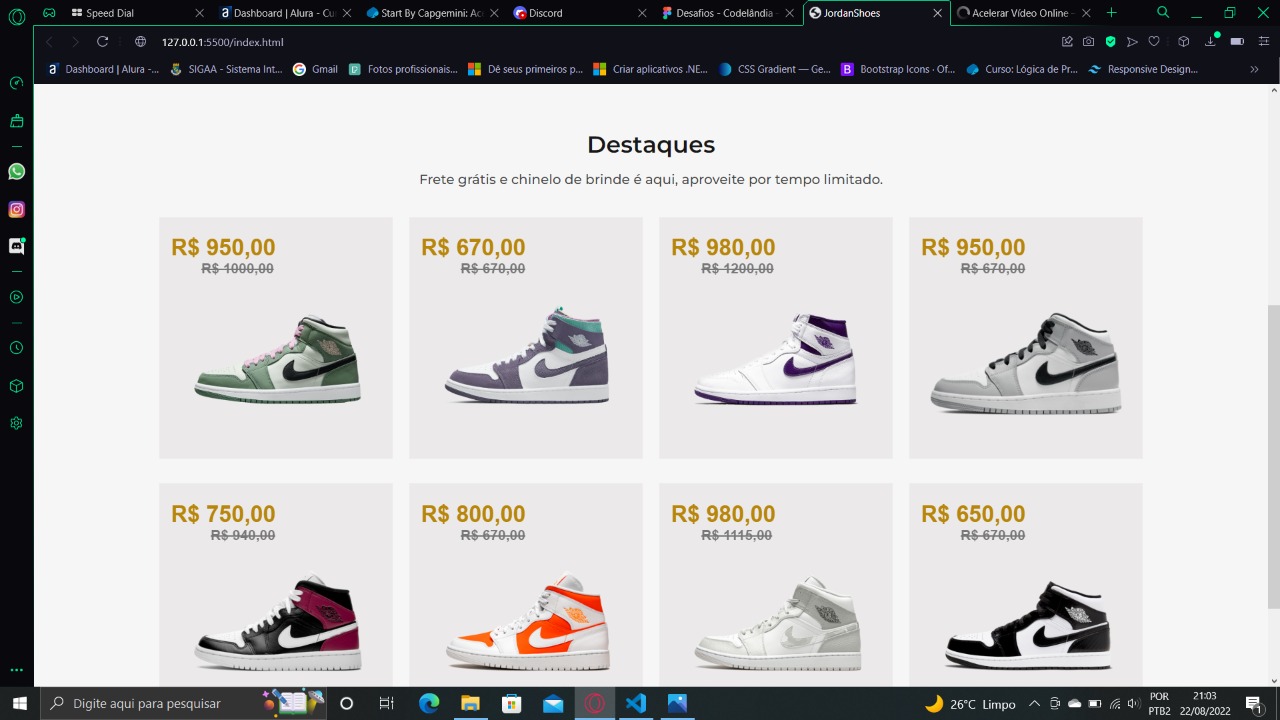 Speed Dial
Dashboard | Alura - Cu
Start By Capgemini: Ac
Discord
Desafios - Codelândia
JordanShoes
Acelerar Vídeo Online -
127.0.0.1:5500/index.html
Dashboard | Alura -...
SIGAA - Sistema Int...
Gmail
Fotos profissionais...
Dê seus primeiros p...
Criar aplicativos .NE...
CSS Gradient — Ge...
Bootstrap Icons · Of...
Curso: Lógica de Pr...
Responsive Design...
Destaques
Frete grátis e chinelo de brinde é aqui, aproveite por tempo limitado.
R$ 950,00
R$ 1000,00
R$ 670,00
R$ 670,00
R$ 980,00
R$ 1200,00
R$ 950,00
R$ 670,00
R$ 750,00
R$ 940,00
R$ 800,00
R$ 670,00
R$ 980,00
R$ 1115,00
R$ 650,00
R$ 670,00
Digite aqui para pesquisar
26°C Limpo
POR
PTB2
21:03
22/08/2022